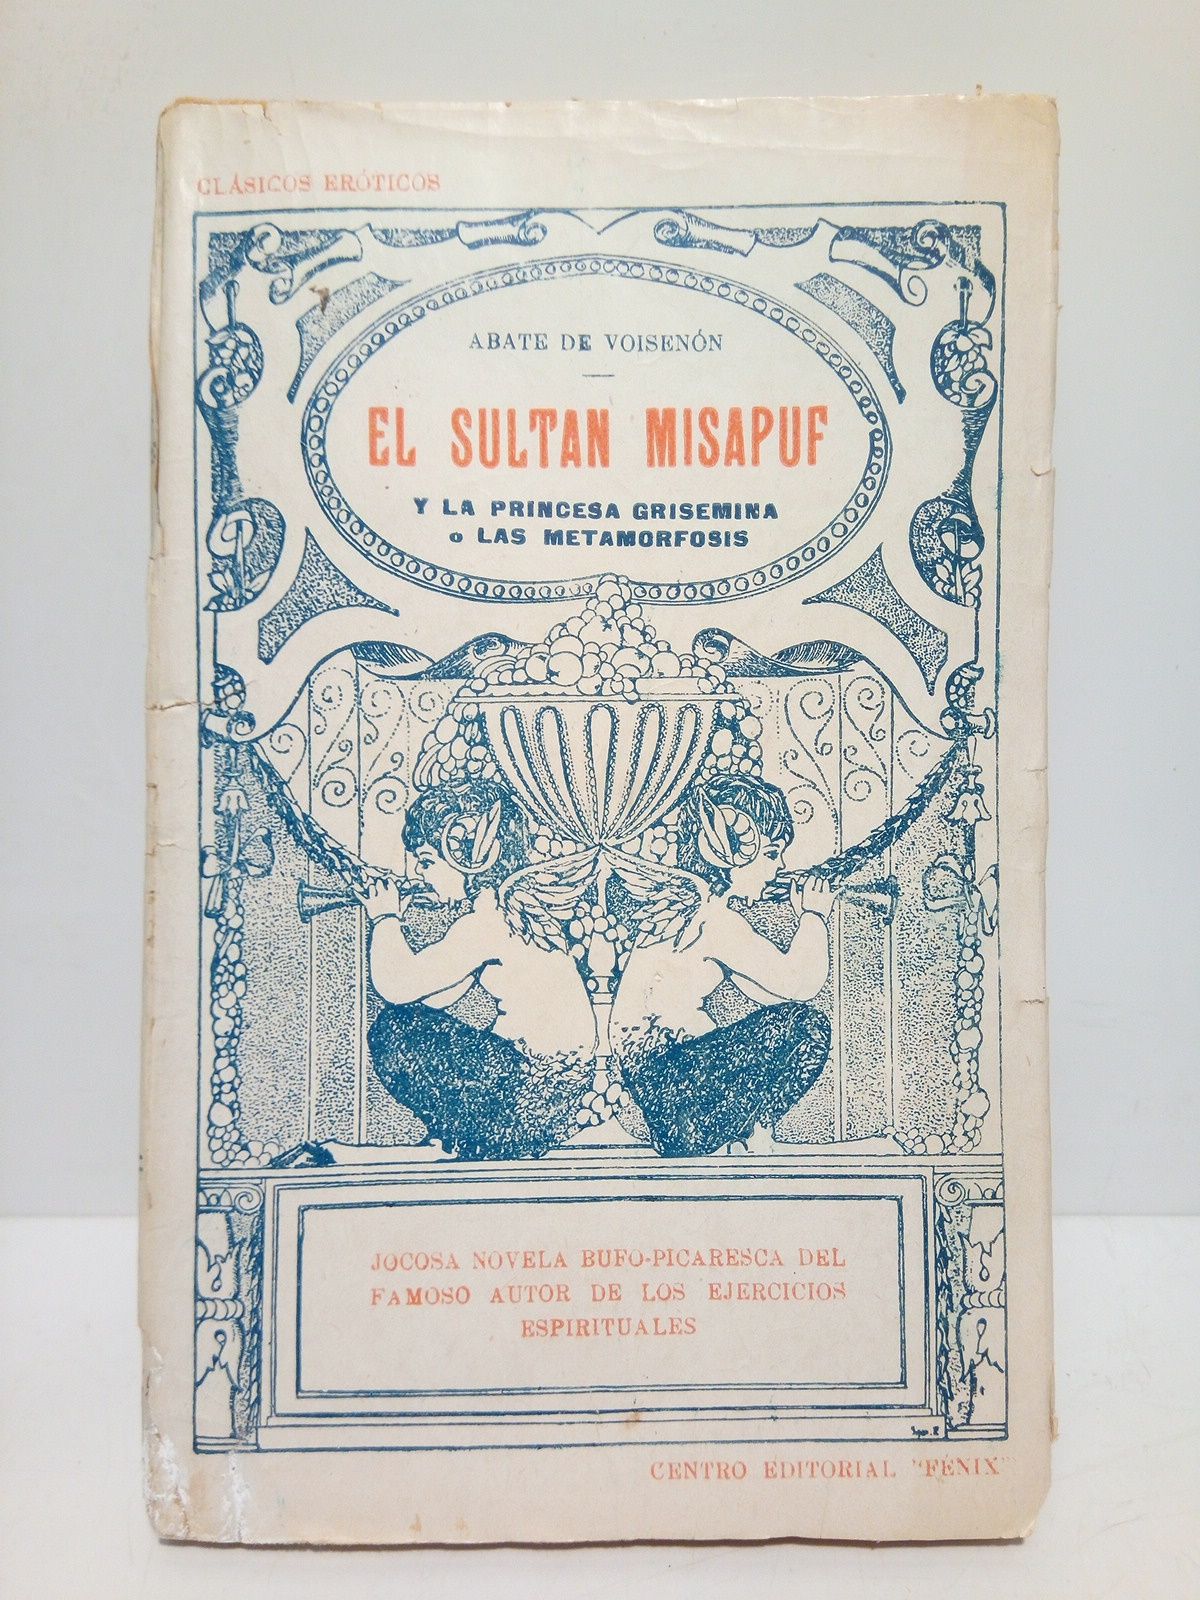 CLÁSICOS ERÓTICOS
ABATE DE VOISENÓN
EL SULTAN MISAPUF
Y LA PRINCESA GRISEMINA
o LAS METAMORFOSIS
JOCOSA NOVELA BUFO-PICARESCA DEL
FAMOSO AUTOR DE LOS EJERCICIOS
ESPIRITUALES
CENTRO EDITORIAL "FÉNIX"